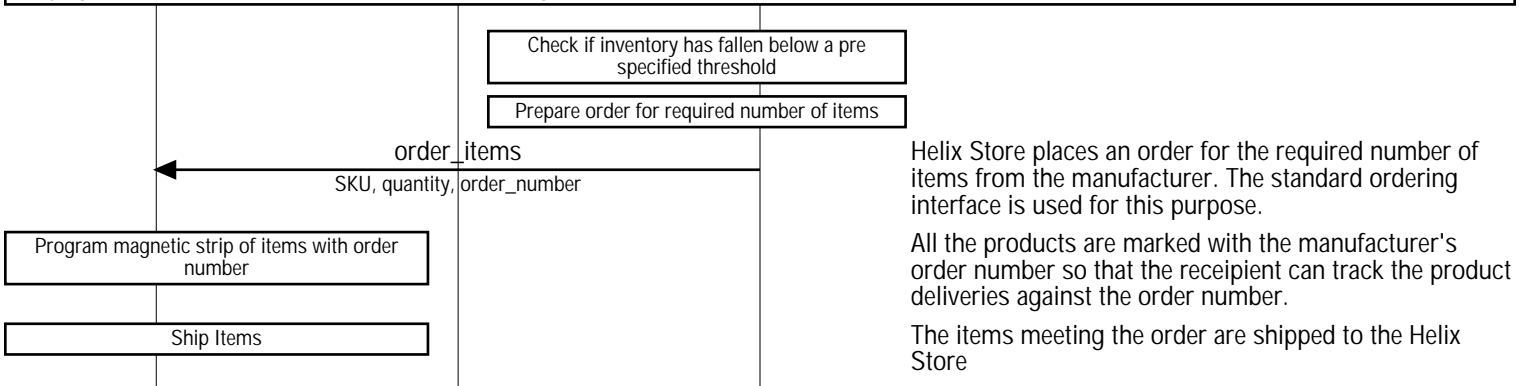 Check if inventory has fallen below a pre
specified threshold
Prepare order for required number of items
order_items
SKU, quantity, order_number
Helix Store places an order for the required number of
items from the manufacturer. The standard ordering
interface is used for this purpose.
Program magnetic strip of items with order
number
All the products are marked with the manufacturer's
order number so that the receipient can track the product
deliveries against the order number.
Ship Items
The items meeting the order are shipped to the Helix
Store